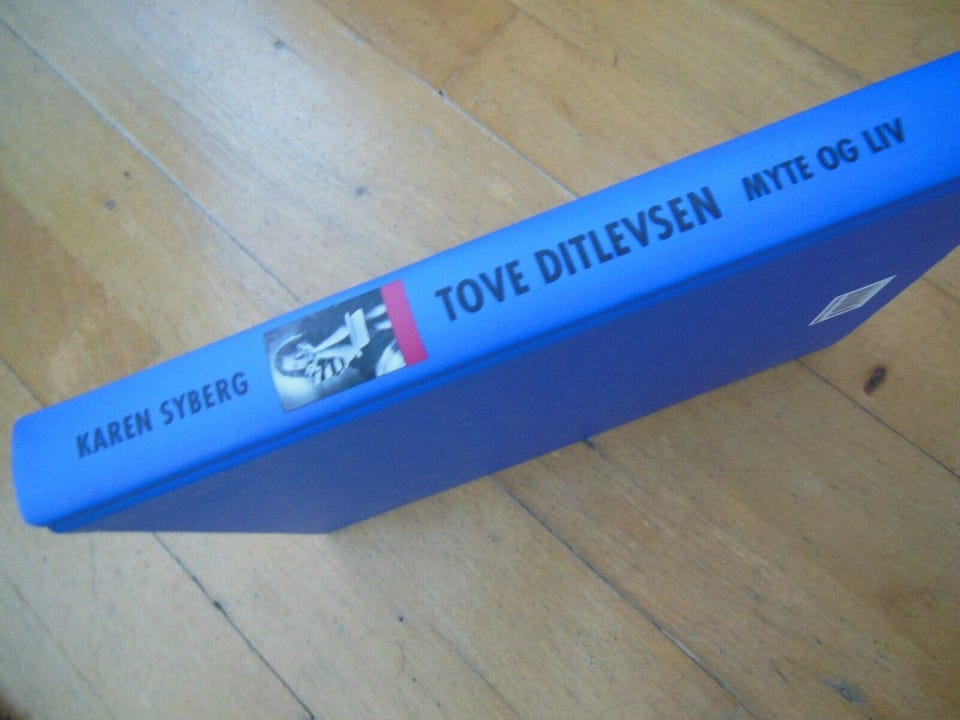 KAREN SYBERG
TOVE DITLEVSEN
MYTE OG LIV